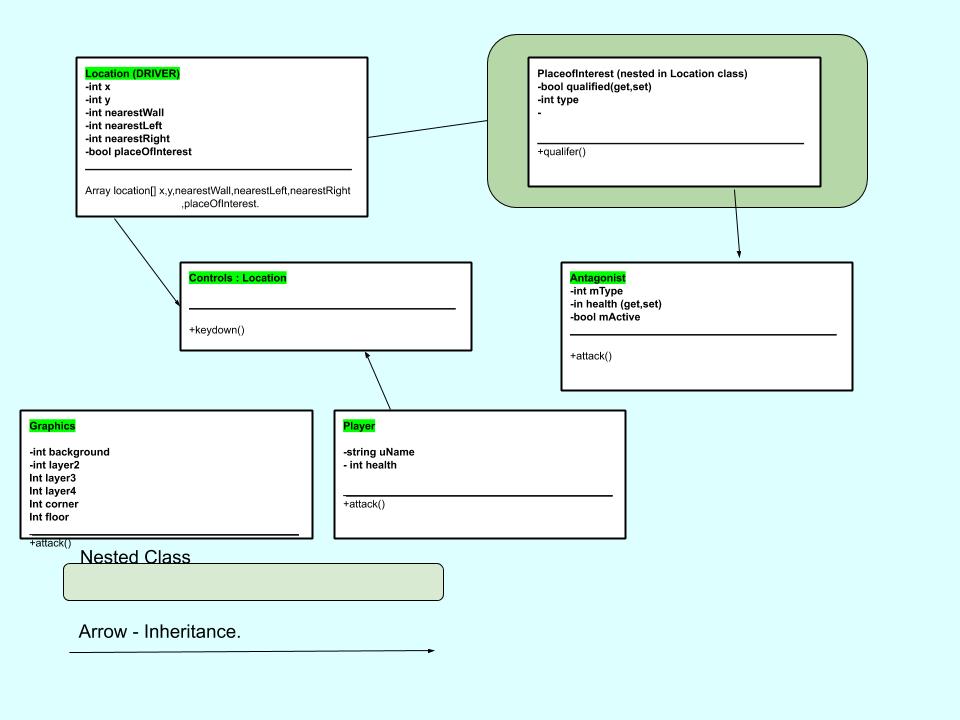 Location (DRIVER)
-int x
-int y
-int nearestWall
-int nearestLeft
-int nearestRight
-bool placeOfInterest
Array location[] x,y,nearestWall,nearestLeft,nearestRight
,placeOfInterest.
PlaceofInterest (nested in Location class)
-bool qualified(get,set)
-int type
-
+qualifer()
Controls : Location
+keydown()
Antagonist
-int mType
-in health (get,set)
-bool mActive
+attack()
Graphics
-int background
-int layer2
Int layer3
Int layer4
Int corner
Int floor
+attack()
Player
-string uName
- int health
+attack()
Nested Class
Arrow - Inheritance.